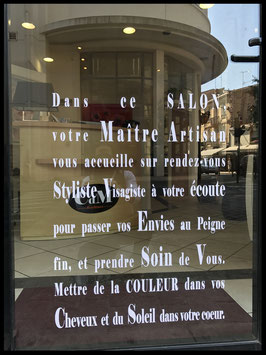 Dans ce SALON,
votre Maître Artisan
vous accueille sur rendez-vous
Styliste Visagiste à votre écoute
pour passer vos Envies au Peigne
fin, et prendre Soin de Vous.
Mettre de la COULEUR dans vos
Cheveux et du Soleil dans votre coeur.